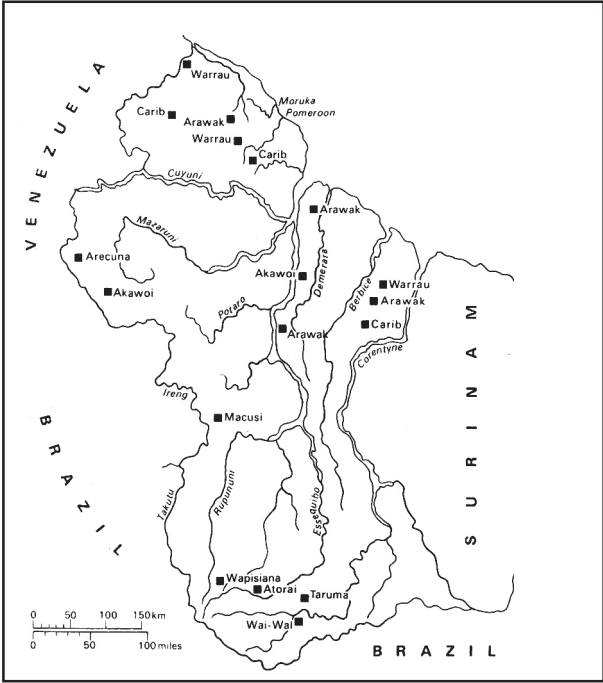 Warrau
Moruka
Pomeroon
Carib
Arawak
Warrau
Carib
VENEZUELA
Cuyuni
Arawak
Mazaruni
Demerara
Arecuna
Akawoi
Akawoi
Berbice
Warrau
Arawak
Potaro
Arawak
Carib
Corentyne
SURINAM
Ireng
Macusi
BRAZIL
Takutu
Rupununi
Essequibo
Wapisiana
Atorai
Taruma
Wai-Wai
0 50 100 150 km
0 50 100 miles
BRAZIL